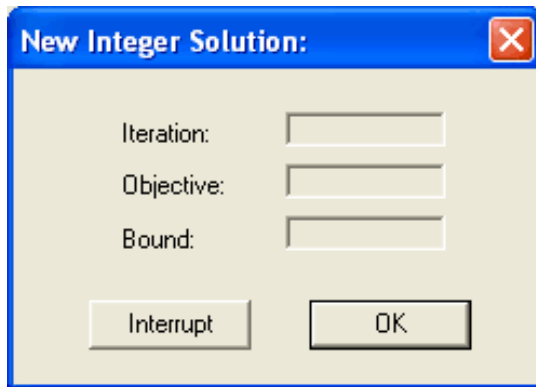 New Integer Solution:
Iteration:
Objective:
Bound:
Interrupt OK